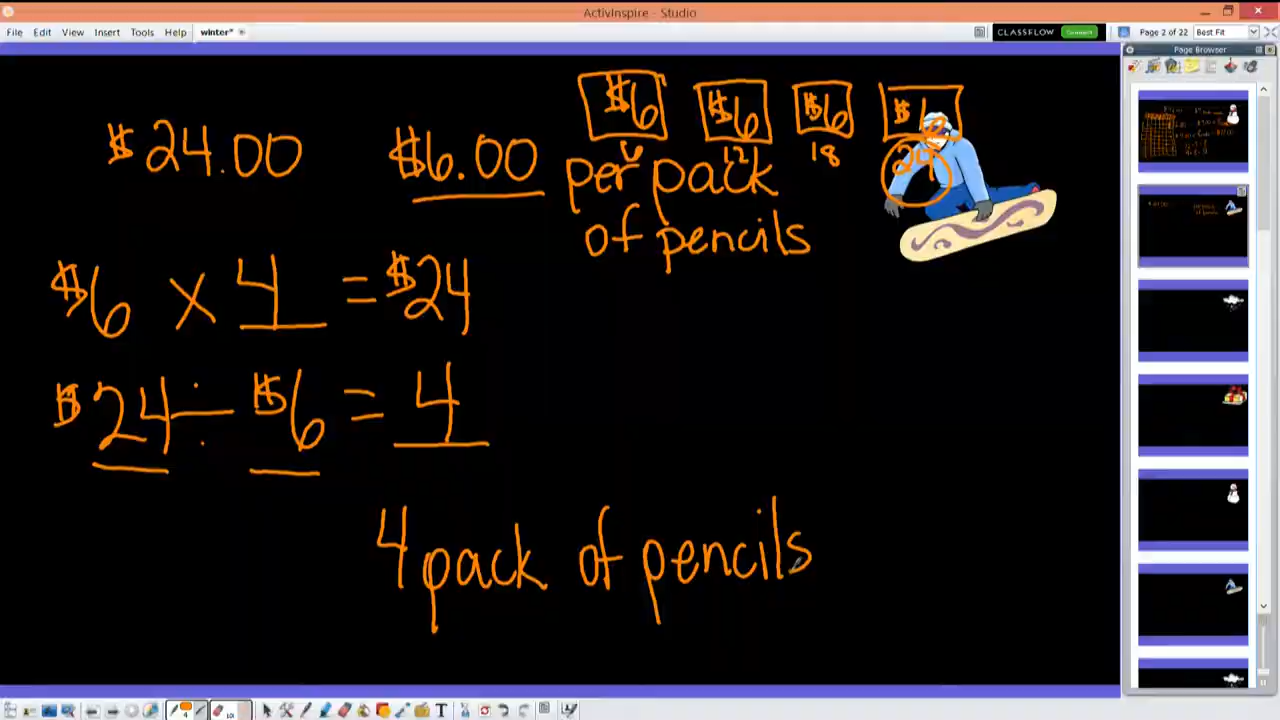 ActivInspire - Studio
File Edit View Insert Tools Help winter* CLASSFLOW Connect Page 2 of 22 Best Fit
Page Browser
$6 $6 $6 $6
6 12 18 24
$24.00 $6.00 per pack
of pencils
$6 x 4 = $24
$24 ÷ $6 = 4
4 pack of pencils